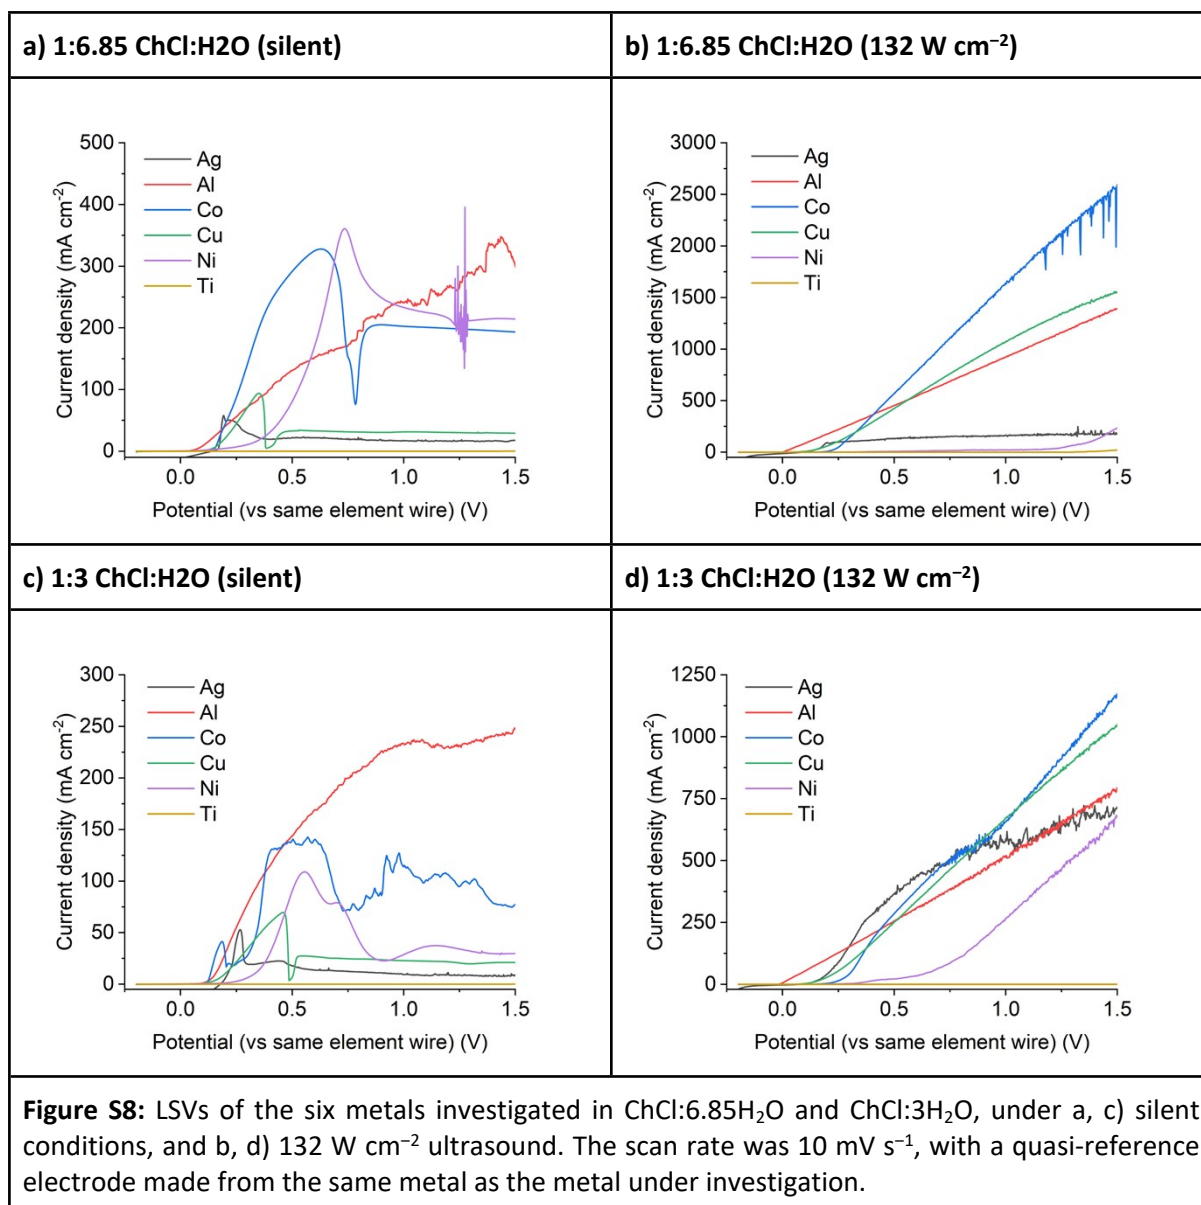 a) 1:6.85 ChCl:H2O (silent)
b) 1:6.85 ChCl:H2O (132 W cm⁻²)
500
400
300
200
100
0
Current density (mA cm⁻²)
Ag
Al
Co
Cu
Ni
Ti
0.0
0.5
1.0
1.5
Potential (vs same element wire) (V)
3000
2500
2000
1500
1000
500
0
Current density (mA cm⁻²)
Ag
Al
Co
Cu
Ni
Ti
0.0
0.5
1.0
1.5
Potential (vs same element wire) (V)
c) 1:3 ChCl:H2O (silent)
d) 1:3 ChCl:H2O (132 W cm⁻²)
300
250
200
150
100
50
0
Current density (mA cm⁻²)
Ag
Al
Co
Cu
Ni
Ti
0.0
0.5
1.0
1.5
Potential (vs same element wire) (V)
1250
1000
750
500
250
0
Current density (mA cm⁻²)
Ag
Al
Co
Cu
Ni
Ti
0.0
0.5
1.0
1.5
Potential (vs same element wire) (V)
Figure S8: LSVs of the six metals investigated in ChCl:6.85H₂O and ChCl:3H₂O, under a, c) silent
conditions, and b, d) 132 W cm⁻² ultrasound. The scan rate was 10 mV s⁻¹, with a quasi-reference
electrode made from the same metal as the metal under investigation.